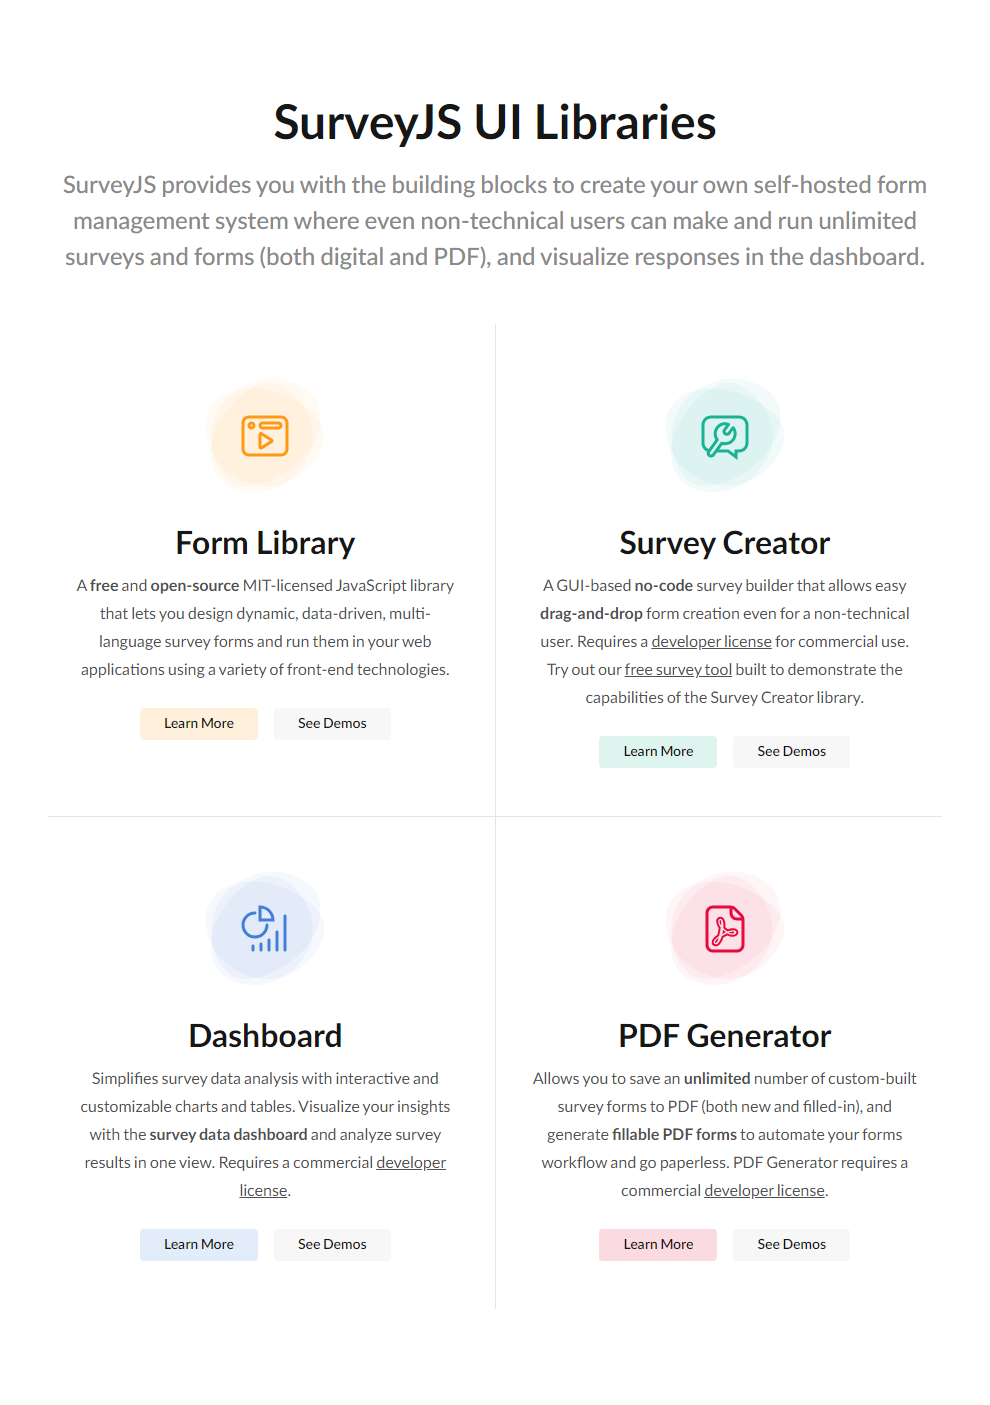 SurveyJS UI Libraries
SurveyJS provides you with the building blocks to create your own self-hosted form
management system where even non-technical users can make and run unlimited
surveys and forms (both digital and PDF), and visualize responses in the dashboard.
Form Library
A free and open-source MIT-licensed JavaScript library
that lets you design dynamic, data-driven, multi-
language survey forms and run them in your web
applications using a variety of front-end technologies.
Learn More
See Demos
Survey Creator
A GUI-based no-code survey builder that allows easy
drag-and-drop form creation even for a non-technical
user. Requires a developer license for commercial use.
Try out our free survey tool built to demonstrate the
capabilities of the Survey Creator library.
Learn More
See Demos
Dashboard
Simplifies survey data analysis with interactive and
customizable charts and tables. Visualize your insights
with the survey data dashboard and analyze survey
results in one view. Requires a commercial developer
license.
Learn More
See Demos
PDF Generator
Allows you to save an unlimited number of custom-built
survey forms to PDF (both new and filled-in), and
generate fillable PDF forms to automate your forms
workflow and go paperless. PDF Generator requires a
commercial developer license.
Learn More
See Demos